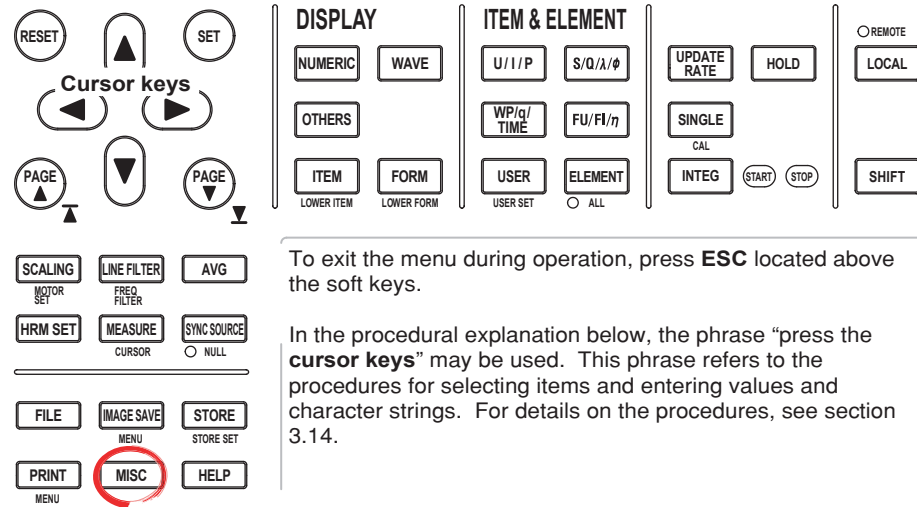 RESET
SET
Cursor keys
PAGE
PAGE
DISPLAY
NUMERIC WAVE
OTHERS
ITEM FORM
LOWER ITEM LOWER FORM
ITEM & ELEMENT
U / I / P S/Q/λ/ϕ
WP/q/
TIME
FU/FI/η
USER ELEMENT
USER SET ALL
UPDATE
RATE
HOLD
SINGLE
CAL
INTEG START STOP
REMOTE
LOCAL
SHIFT
SCALING LINE FILTER AVG
MOTOR
SET
FREQ
FILTER
HRM SET MEASURE SYNC SOURCE
CURSOR NULL
FILE IMAGE SAVE STORE
MENU STORE SET
PRINT MISC HELP
MENU
To exit the menu during operation, press ESC located above
the soft keys.
In the procedural explanation below, the phrase “press the
cursor keys” may be used. This phrase refers to the
procedures for selecting items and entering values and
character strings. For details on the procedures, see section
3.14.